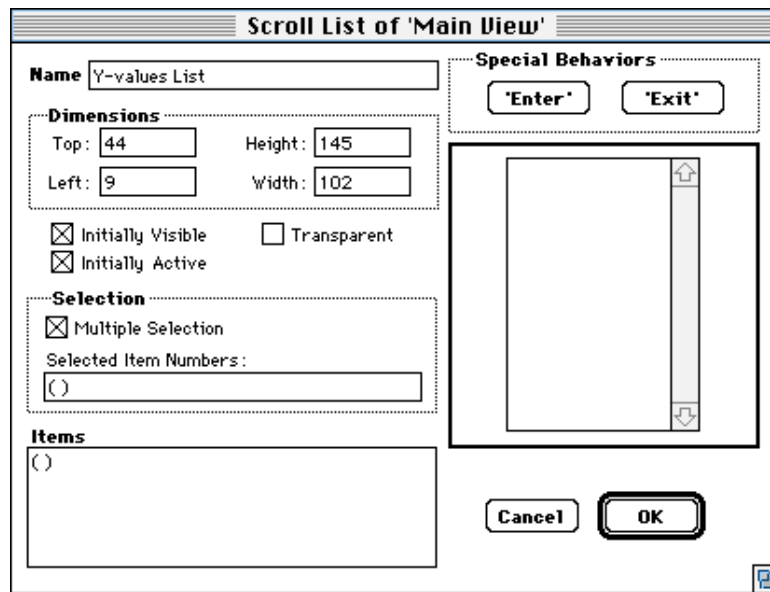 Scroll List of 'Main View'
Name Y-values List
Dimensions
Top: 44 Height: 145
Left: 9 Width: 102
Initially Visible Transparent
Initially Active
Selection
Multiple Selection
Selected Item Numbers:
()
Items
()
Special Behaviors
'Enter' 'Exit'
Cancel OK